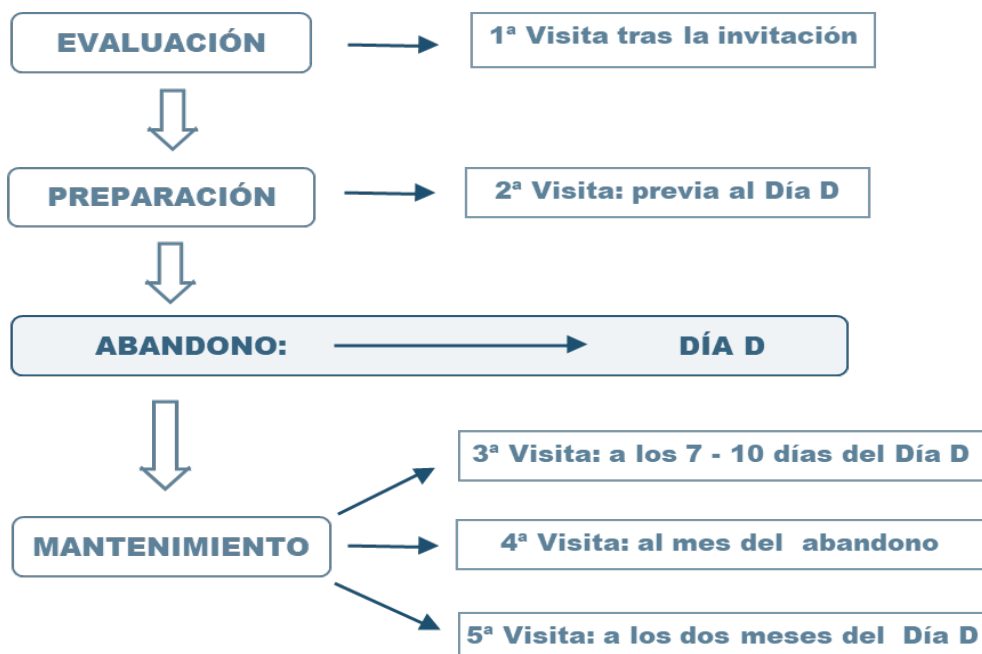 EVALUACIÓN
1ª Visita tras la invitación
PREPARACIÓN
2ª Visita: previa al Día D
ABANDONO: DÍA D
3ª Visita: a los 7 - 10 días del Día D
MANTENIMIENTO
4ª Visita: al mes del abandono
5ª Visita: a los dos meses del Día D